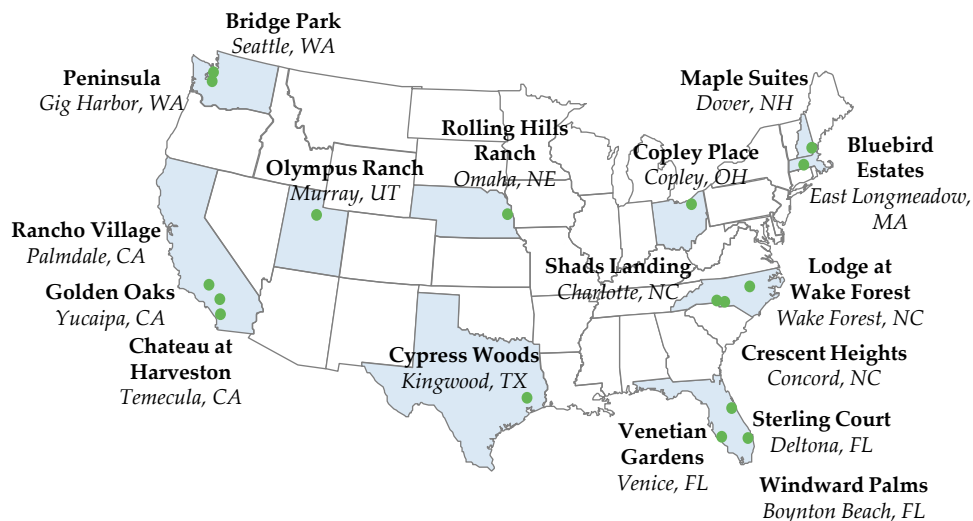 Bridge Park
Seattle, WA
Peninsula
Gig Harbor, WA
Maple Suites
Dover, NH
Rolling Hills
Ranch
Omaha, NE
Copley Place
Copley, OH
Bluebird
Estates
East Longmeadow,
MA
Olympus Ranch
Murray, UT
Rancho Village
Palmdale, CA
Golden Oaks
Yucaipa, CA
Chateau at
Harveston
Temecula, CA
Shads Landing
Charlotte, NC
Lodge at
Wake Forest
Wake Forest, NC
Crescent Heights
Concord, NC
Cypress Woods
Kingwood, TX
Venetian
Gardens
Venice, FL
Sterling Court
Deltona, FL
Windward Palms
Boynton Beach, FL